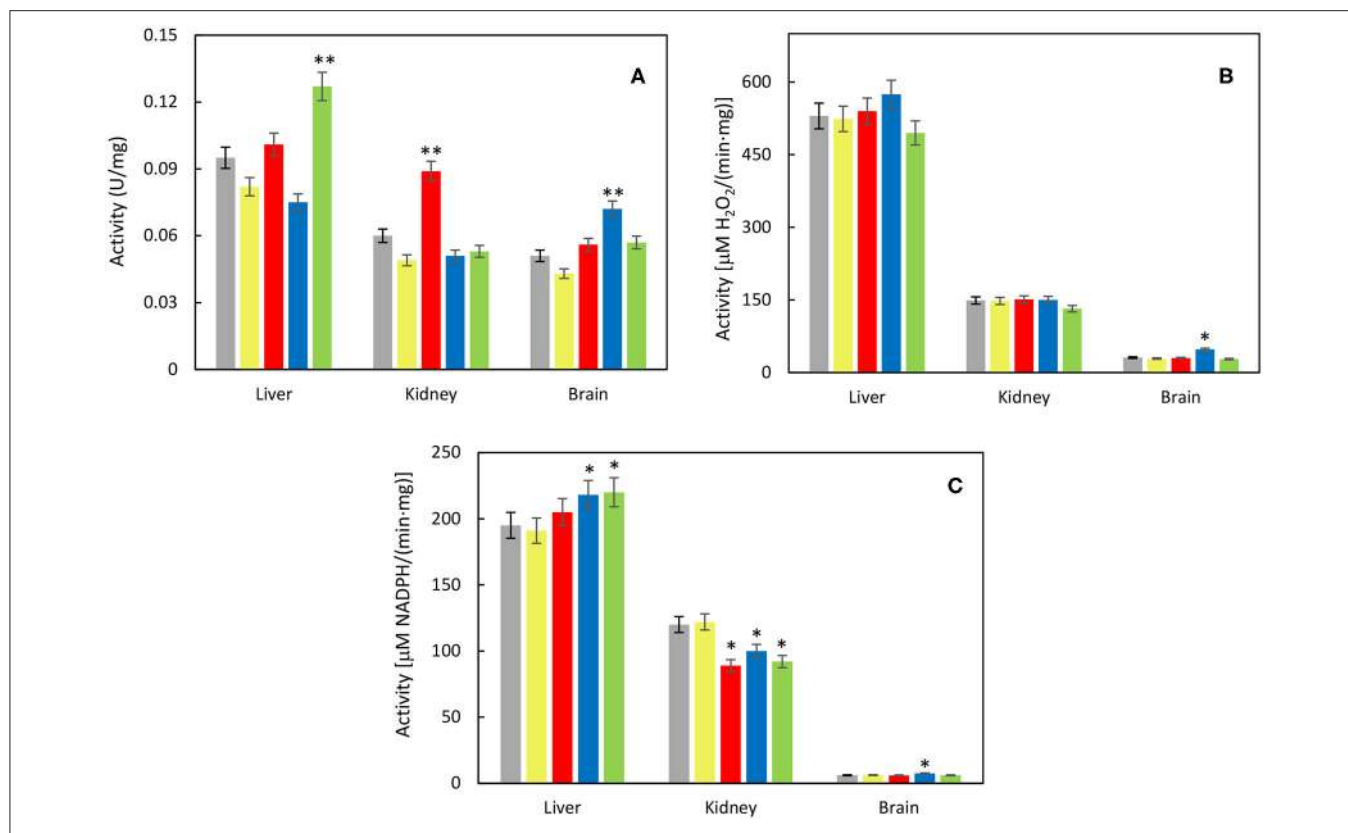 0.15
0.12
0.09
0.06
0.03
0
Activity (U/mg)
**
**
**
A
Liver Kidney Brain
600
450
300
150
0
Activity [µM H₂O₂/(min·mg)]
*
B
Liver Kidney Brain
250
200
150
100
50
0
Activity [µM NADPH/(min·mg)]
* *
* * *
*
C
Liver Kidney Brain